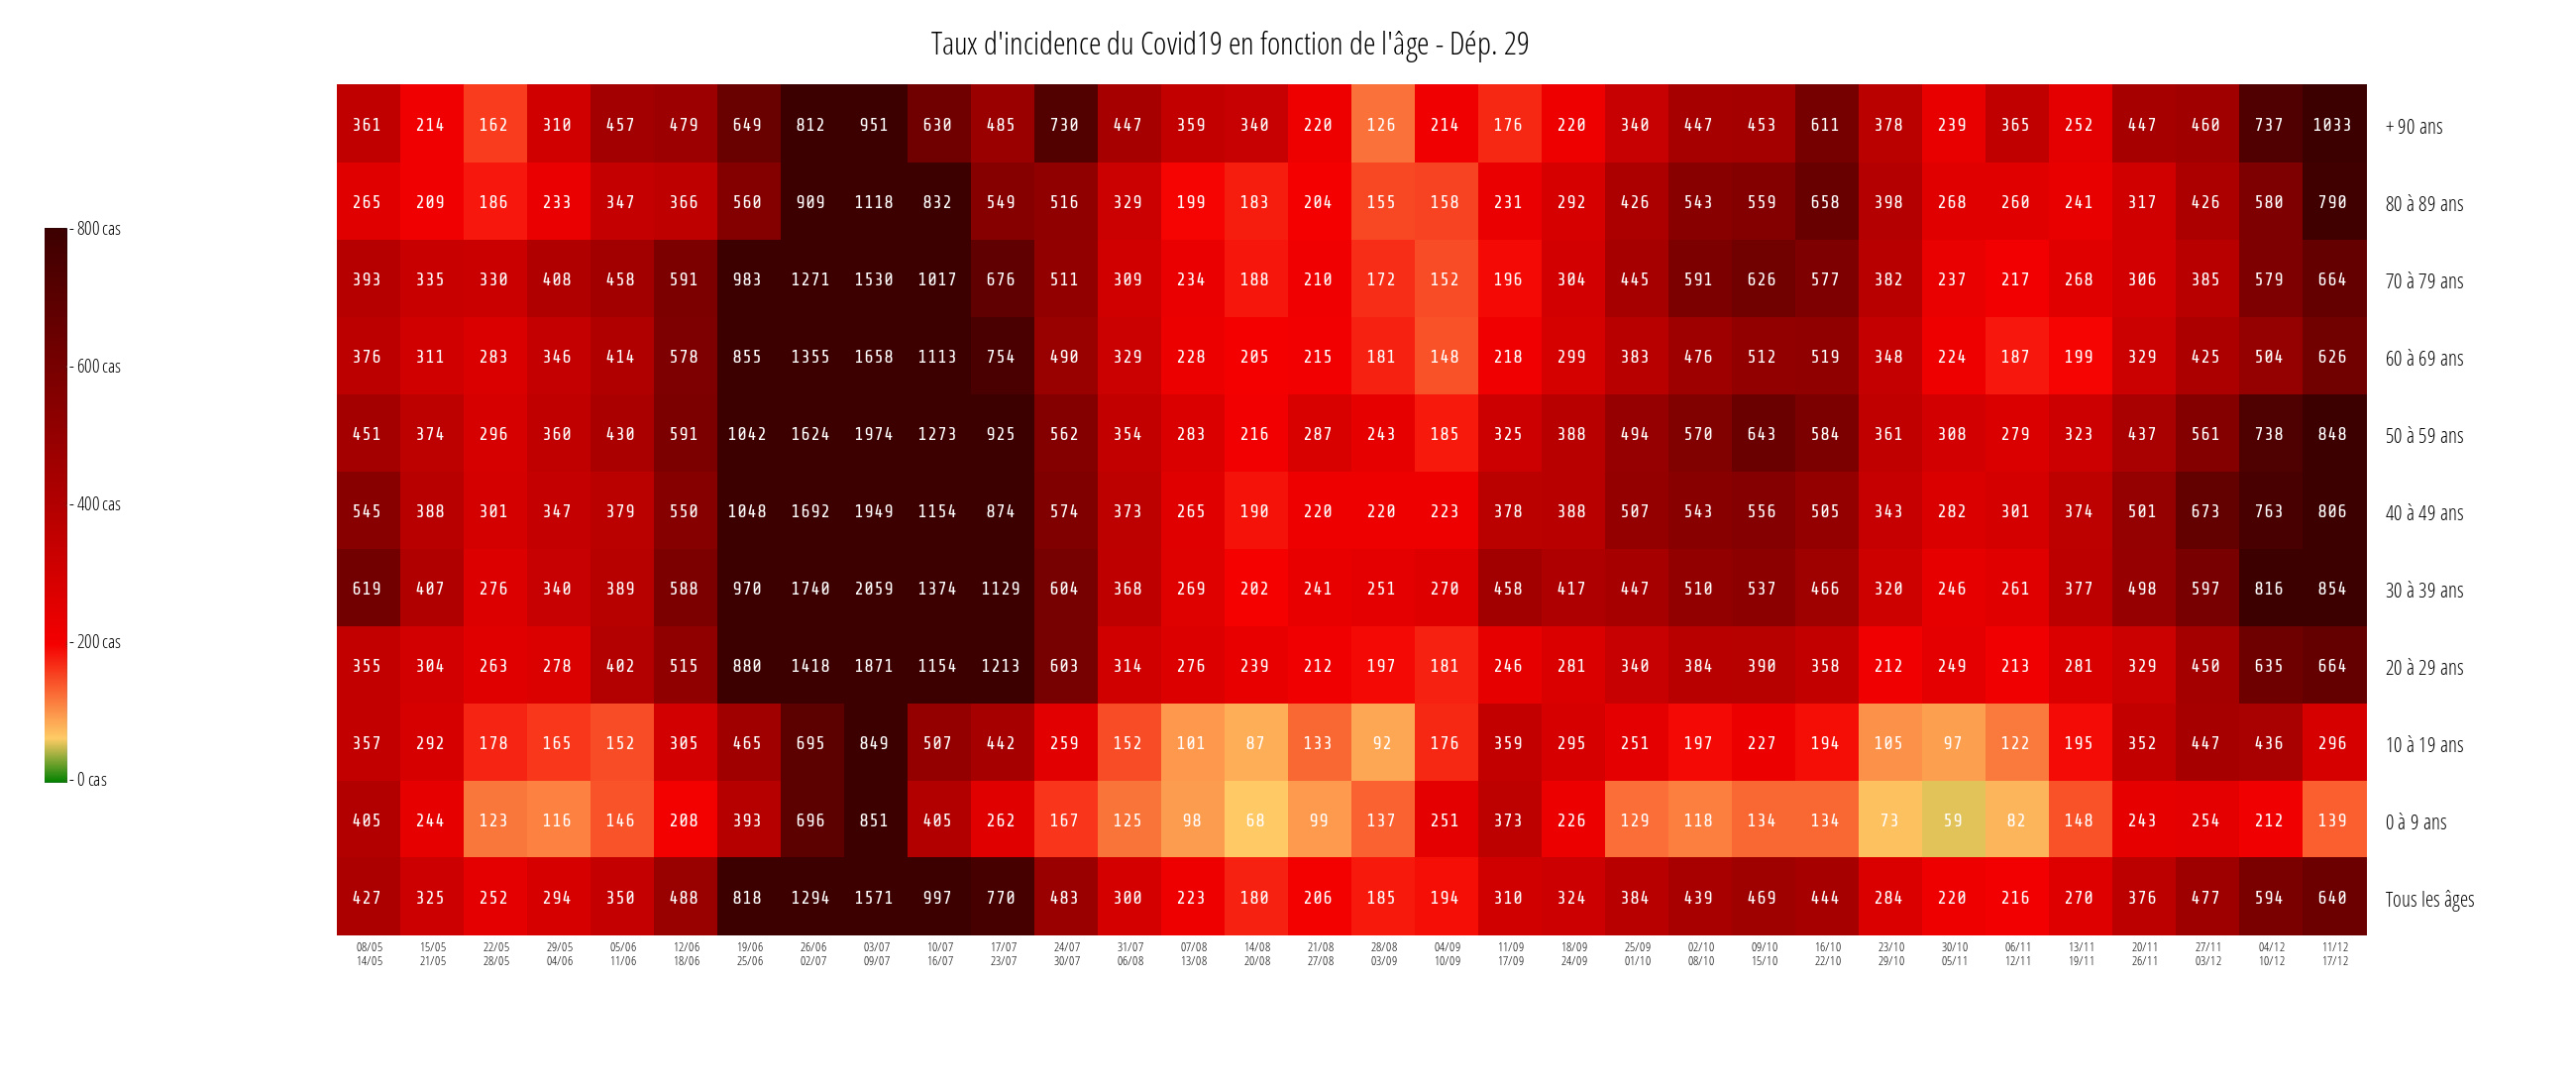 Taux d'incidence du Covid19 en fonction de l'âge - Dép. 29
361 214 162 310 457 479 649 812 951 630 485 730 447 359 340 220 126 214 176 220 340 447 453 611 378 239 365 252 447 460 737 1033 + 90 ans
265 209 186 233 347 366 560 909 1118 832 549 516 329 199 183 204 155 158 231 292 426 543 559 658 398 268 260 241 317 426 580 790 80 à 89 ans
393 335 330 408 458 591 983 1271 1530 1017 676 511 309 234 188 210 172 152 196 304 445 591 626 577 382 237 217 268 306 385 579 664 70 à 79 ans
376 311 283 346 414 578 855 1355 1658 1113 754 490 329 228 205 215 181 148 218 299 383 476 512 519 348 224 187 199 329 425 504 626 60 à 69 ans
451 374 296 360 430 591 1042 1624 1974 1273 925 562 354 283 216 287 243 185 325 388 494 570 643 584 361 308 279 323 437 561 738 848 50 à 59 ans
545 388 301 347 379 550 1048 1692 1949 1154 874 574 373 265 190 220 220 223 378 388 507 543 556 505 343 282 301 374 501 673 763 806 40 à 49 ans
619 407 276 340 389 588 970 1740 2059 1374 1129 604 368 269 202 241 251 270 458 417 447 510 537 466 320 246 261 377 498 597 816 854 30 à 39 ans
355 304 263 278 402 515 880 1418 1871 1154 1213 603 314 276 239 212 197 181 246 281 340 384 390 358 212 249 213 281 329 450 635 664 20 à 29 ans
357 292 178 165 152 305 465 695 849 507 442 259 152 101 87 133 92 176 359 295 251 197 227 194 105 97 122 195 352 447 436 296 10 à 19 ans
405 244 123 116 146 208 393 696 851 405 262 167 125 98 68 99 137 251 373 226 129 118 134 134 73 59 82 148 243 254 212 139 0 à 9 ans
427 325 252 294 350 488 818 1294 1571 997 770 483 300 223 180 206 185 194 310 324 384 439 469 444 284 220 216 270 376 477 594 640 Tous les âges
08/05 15/05 22/05 29/05 05/06 12/06 19/06 26/06 03/07 10/07 17/07 24/07 31/07 07/08 14/08 21/08 28/08 04/09 11/09 18/09 25/09 02/10 09/10 16/10 23/10 30/10 06/11 13/11 20/11 27/11 04/12 11/12
14/05 21/05 28/05 04/06 11/06 18/06 25/06 02/07 09/07 16/07 23/07 30/07 06/08 13/08 20/08 27/08 03/09 10/09 17/09 24/09 01/10 08/10 15/10 22/10 29/10 05/11 12/11 19/11 26/11 03/12 10/12 17/12
- 800 cas
- 600 cas
- 400 cas
- 200 cas
- 0 cas